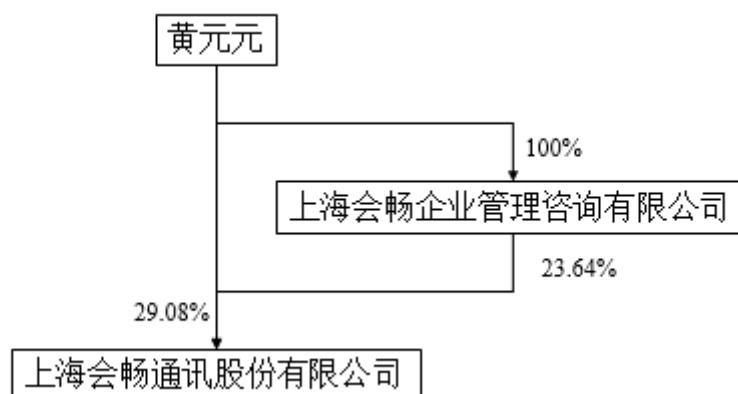 黄元元
100%
上海会畅企业管理咨询有限公司
23.64%
29.08%
上海会畅通讯股份有限公司